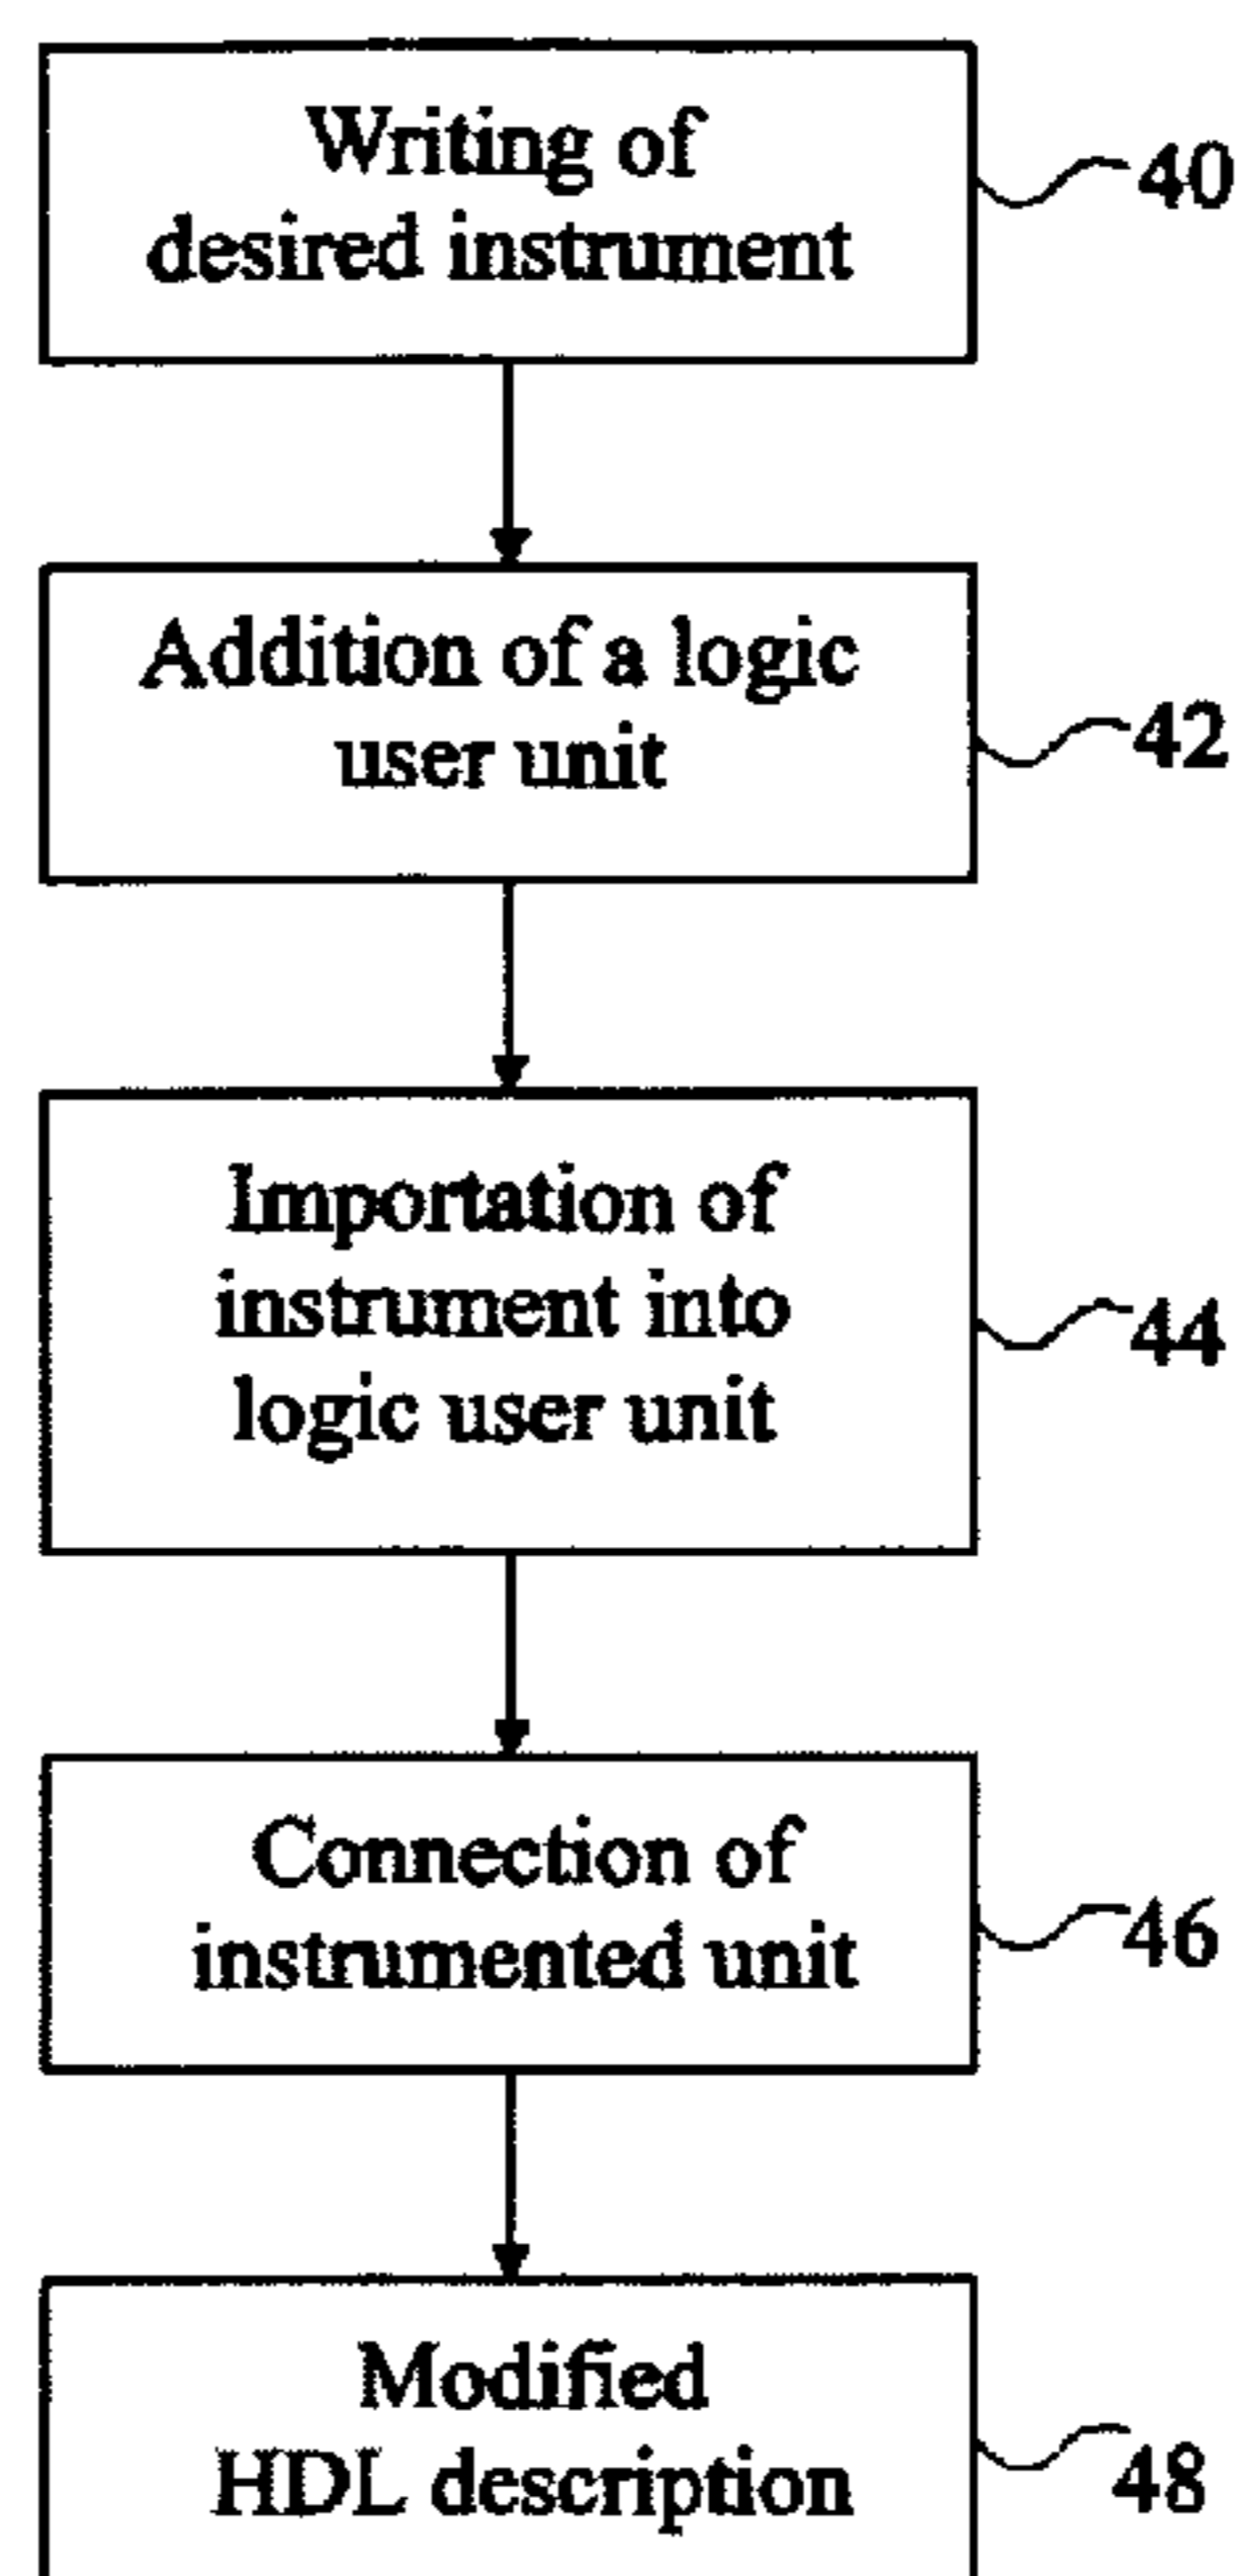 Writing of
desired instrument
40
Addition of a logic
user unit
42
Importation of
instrument into
logic user unit
44
Connection of
instrumented unit
46
Modified
HDL description
48